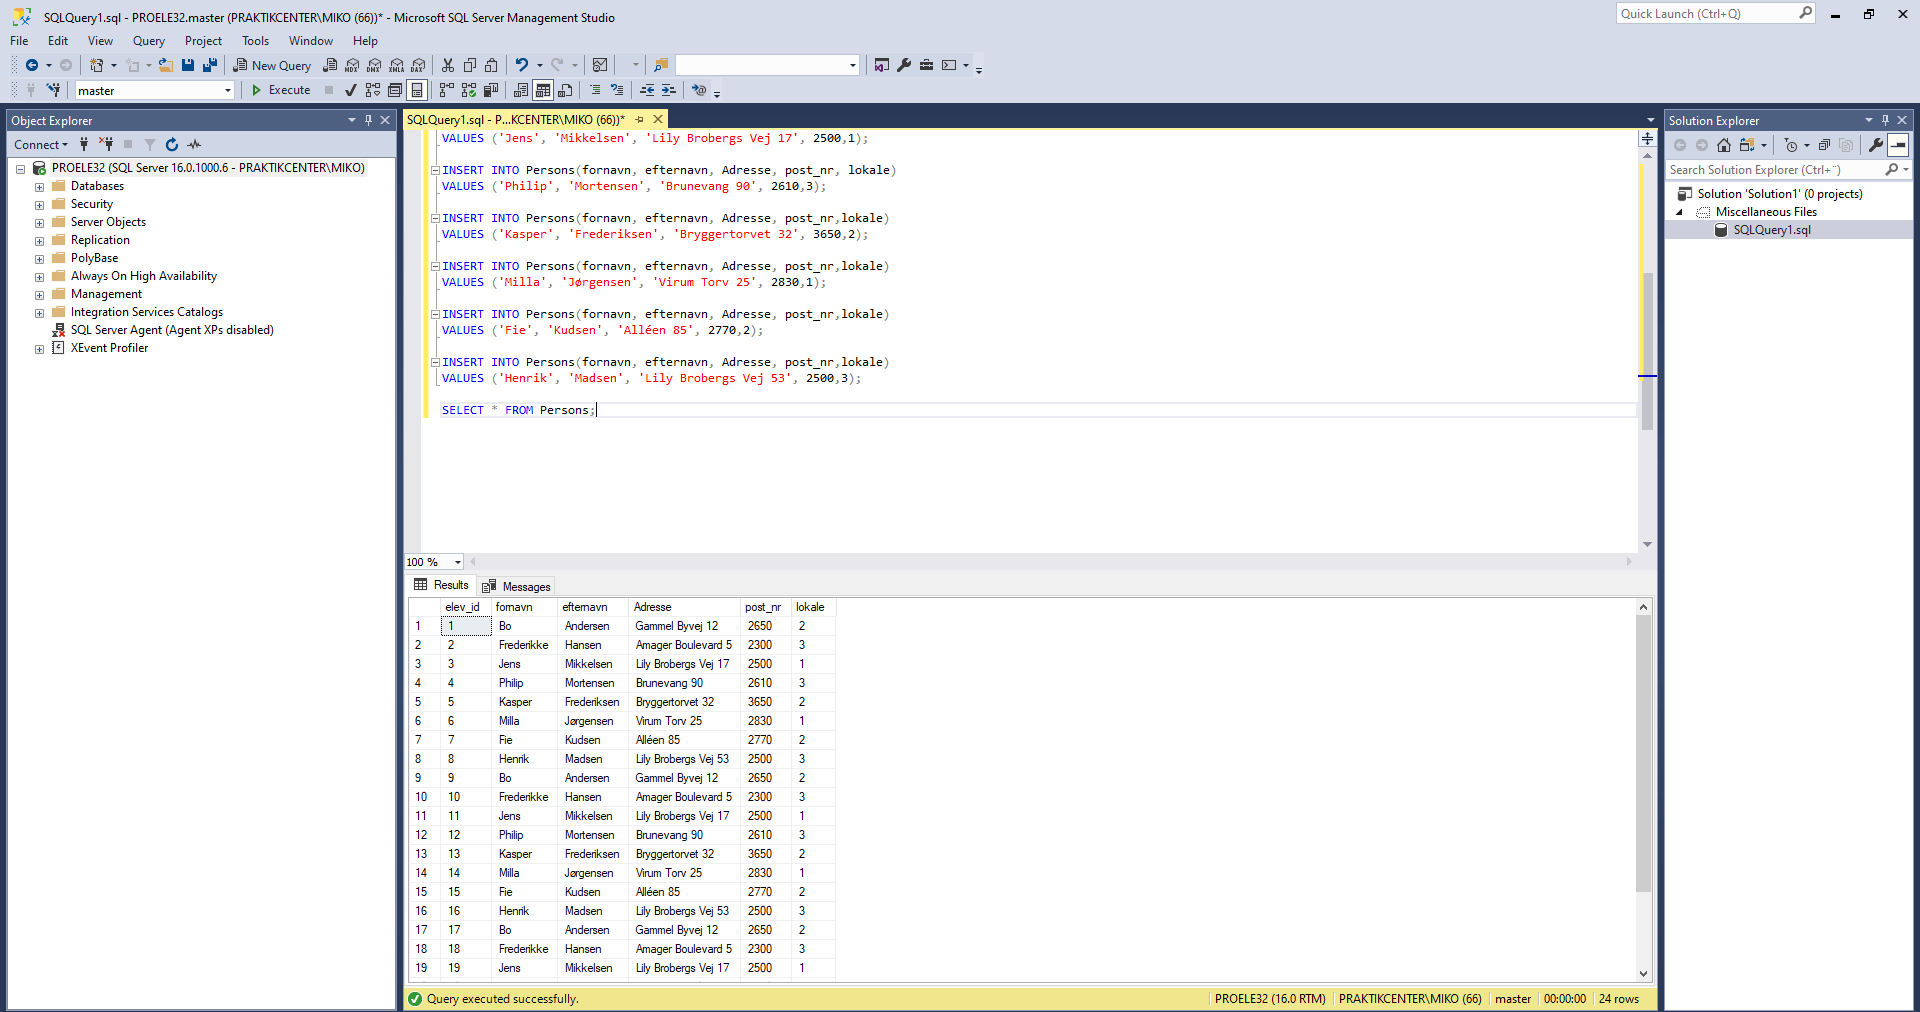 SQLQuery1.sql - PROELE32.master (PRAKTIKCENTER\MIKO (66))* - Microsoft SQL Server Management Studio
Quick Launch (Ctrl+Q)
File Edit View Query Project Tools Window Help
New Query
MDX DMX XMLA DAX
master
Execute
Object Explorer
Connect
PROELE32 (SQL Server 16.0.1000.6 - PRAKTIKCENTER\MIKO)
Databases
Security
Server Objects
Replication
PolyBase
Always On High Availability
Management
Integration Services Catalogs
SQL Server Agent (Agent XPs disabled)
XEvent Profiler
SQLQuery1.sql - P...KCENTER\MIKO (66))*
VALUES ('Jens', 'Mikkelsen', 'Lily Brobergs Vej 17', 2500,1);
INSERT INTO Persons(fornavn, efternavn, Adresse, post_nr, lokale)
VALUES ('Philip', 'Mortensen', 'Brunevang 90', 2610,3);
INSERT INTO Persons(fornavn, efternavn, Adresse, post_nr,lokale)
VALUES ('Kasper', 'Frederiksen', 'Bryggertorvet 32', 3650,2);
INSERT INTO Persons(fornavn, efternavn, Adresse, post_nr,lokale)
VALUES ('Milla', 'Jørgensen', 'Virum Torv 25', 2830,1);
INSERT INTO Persons(fornavn, efternavn, Adresse, post_nr,lokale)
VALUES ('Fie', 'Kudsen', 'Alléen 85', 2770,2);
INSERT INTO Persons(fornavn, efternavn, Adresse, post_nr,lokale)
VALUES ('Henrik', 'Madsen', 'Lily Brobergs Vej 53', 2500,3);
SELECT * FROM Persons;
100 %
Results Messages
elev_id fornavn efternavn Adresse post_nr lokale
1 1 Bo Andersen Gammel Byvej 12 2650 2
2 2 Frederikke Hansen Amager Boulevard 5 2300 3
3 3 Jens Mikkelsen Lily Brobergs Vej 17 2500 1
4 4 Philip Mortensen Brunevang 90 2610 3
5 5 Kasper Frederiksen Bryggertorvet 32 3650 2
6 6 Milla Jørgensen Virum Torv 25 2830 1
7 7 Fie Kudsen Alléen 85 2770 2
8 8 Henrik Madsen Lily Brobergs Vej 53 2500 3
9 9 Bo Andersen Gammel Byvej 12 2650 2
10 10 Frederikke Hansen Amager Boulevard 5 2300 3
11 11 Jens Mikkelsen Lily Brobergs Vej 17 2500 1
12 12 Philip Mortensen Brunevang 90 2610 3
13 13 Kasper Frederiksen Bryggertorvet 32 3650 2
14 14 Milla Jørgensen Virum Torv 25 2830 1
15 15 Fie Kudsen Alléen 85 2770 2
16 16 Henrik Madsen Lily Brobergs Vej 53 2500 3
17 17 Bo Andersen Gammel Byvej 12 2650 2
18 18 Frederikke Hansen Amager Boulevard 5 2300 3
19 19 Jens Mikkelsen Lily Brobergs Vej 17 2500 1
Query executed successfully.
PROELE32 (16.0 RTM) PRAKTIKCENTER\MIKO (66) master 00:00:00 24 rows
Solution Explorer
Search Solution Explorer (Ctrl+¨)
Solution 'Solution1' (0 projects)
Miscellaneous Files
SQLQuery1.sql